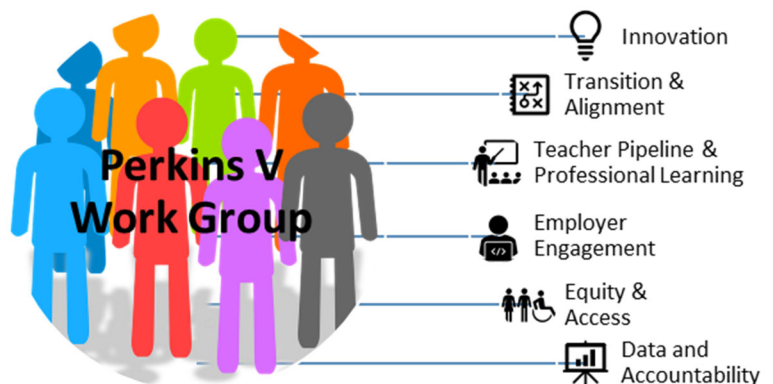 Perkins V
Work Group
Innovation
Transition &
Alignment
Teacher Pipeline &
Professional Learning
Employer
Engagement
Equity &
Access
Data and
Accountability